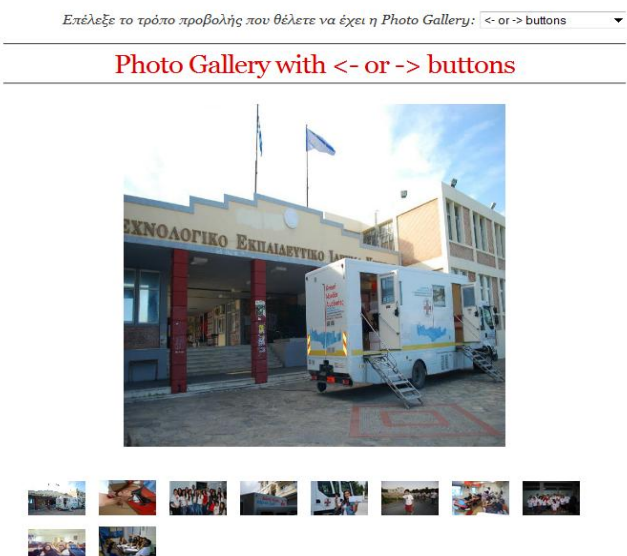 Επέλεξε το τρόπο προβολής που θέλετε να έχει η Photo Gallery: <- or -> buttons
Photo Gallery with <- or -> buttons
ΕΧΝΟΛΟΓΙΚΟ ΕΚΠΑΙΔΕΥΤΙΚΟ